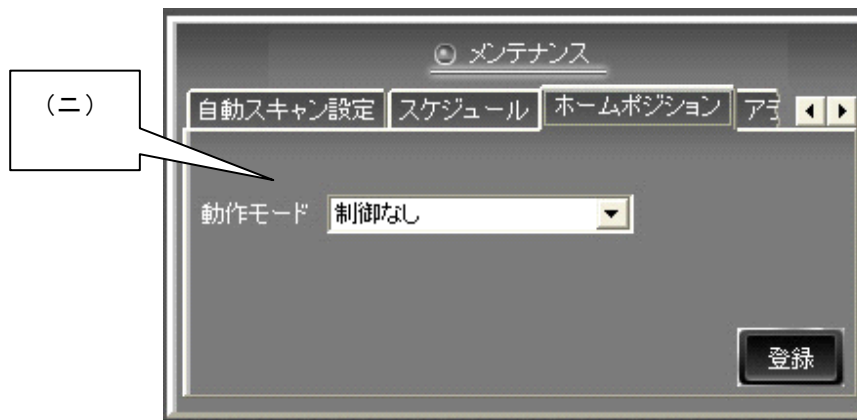 メンテナンス
（ニ）
自動スキャン設定 スケジュール ホームポジション
動作モード 制御なし
登録